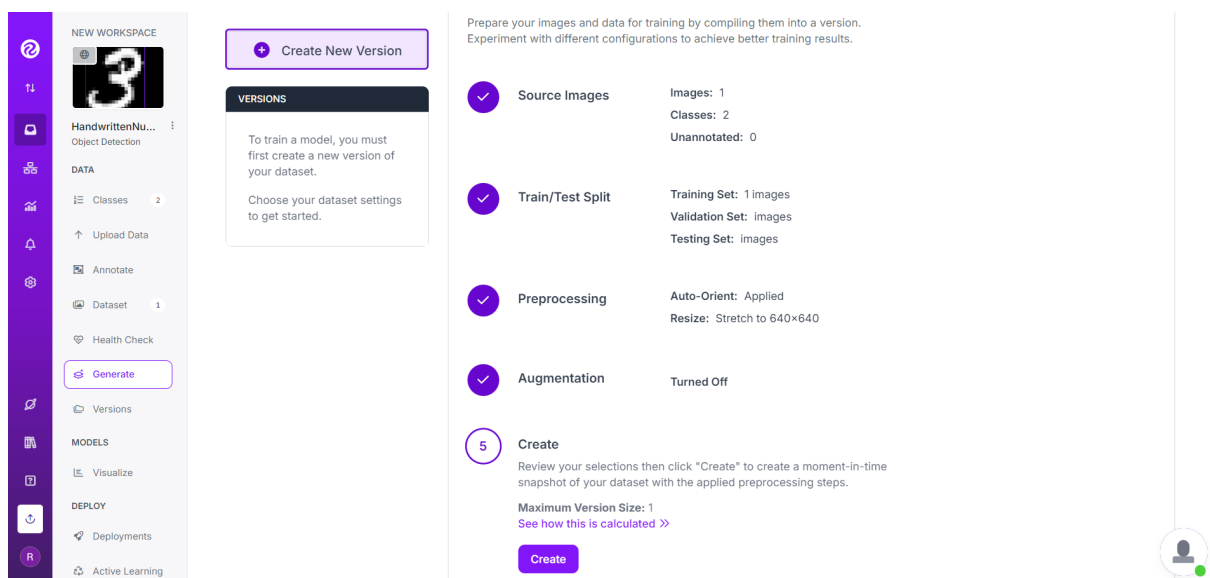 NEW WORKSPACE
HandwrittenNu...
Object Detection
DATA
Classes 2
Upload Data
Annotate
Dataset 1
Health Check
Generate
Versions
MODELS
Visualize
DEPLOY
Deployments
Active Learning
R
Create New Version
VERSIONS
To train a model, you must
first create a new version of
your dataset.
Choose your dataset settings
to get started.
Prepare your images and data for training by compiling them into a version.
Experiment with different configurations to achieve better training results.
Source Images
Images: 1
Classes: 2
Unannotated: 0
Train/Test Split
Training Set: 1 images
Validation Set: images
Testing Set: images
Preprocessing
Auto-Orient: Applied
Resize: Stretch to 640×640
Augmentation
Turned Off
5 Create
Review your selections then click "Create" to create a moment-in-time
snapshot of your dataset with the applied preprocessing steps.
Maximum Version Size: 1
See how this is calculated
Create
3